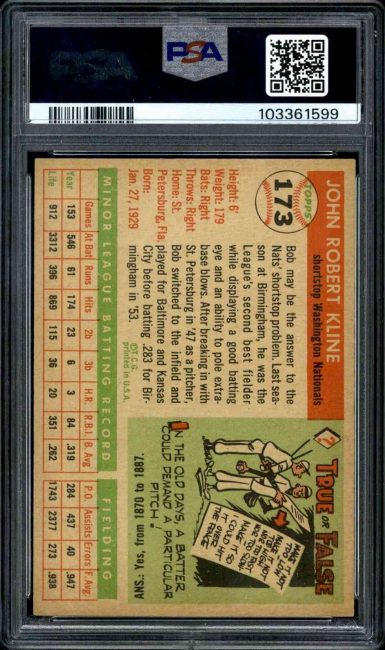 PSA
103361599
TOPPS
173
JOHN ROBERT KLINE
shortstop Washington Nationals
Height: 6'
Weight: 179
Bats: Right
Throws: Right
Home: St.
Petersburg, Fla.
Born:
Jan. 27, 1929
Bob may be the answer to the
Nats' shortstop problem. Last sea-
son at Birmingham, he was the
League's second best fielder
while displaying a good batting
eye and an ability to pole extra-
base blows. After breaking in with
St. Petersburg in '47 as a pitcher,
Bob switched to the infield and
played for Baltimore and Kansas
City before batting .283 for Bir-
mingham in '53.
©T.C.G.
printed in U.S.A.
?
TRUE OR FALSE
IN THE OLD DAYS, A BATTER
COULD DEMAND A PARTICULAR
PITCH!
ANS: Yes, from 1870 to 1887.
MINOR LEAGUE BATTING RECORD
FIELDING
Games At Bat Runs Hits 2b 3b H.R. R.B.I. B. Avg P.O. Assists Errors F. Avg.
Year 153 546 61 174 23 6 3 84 .319 284 437 40 .947
Life 912 3312 396 869 115 36 20 351 .262 1743 2377 273 .938